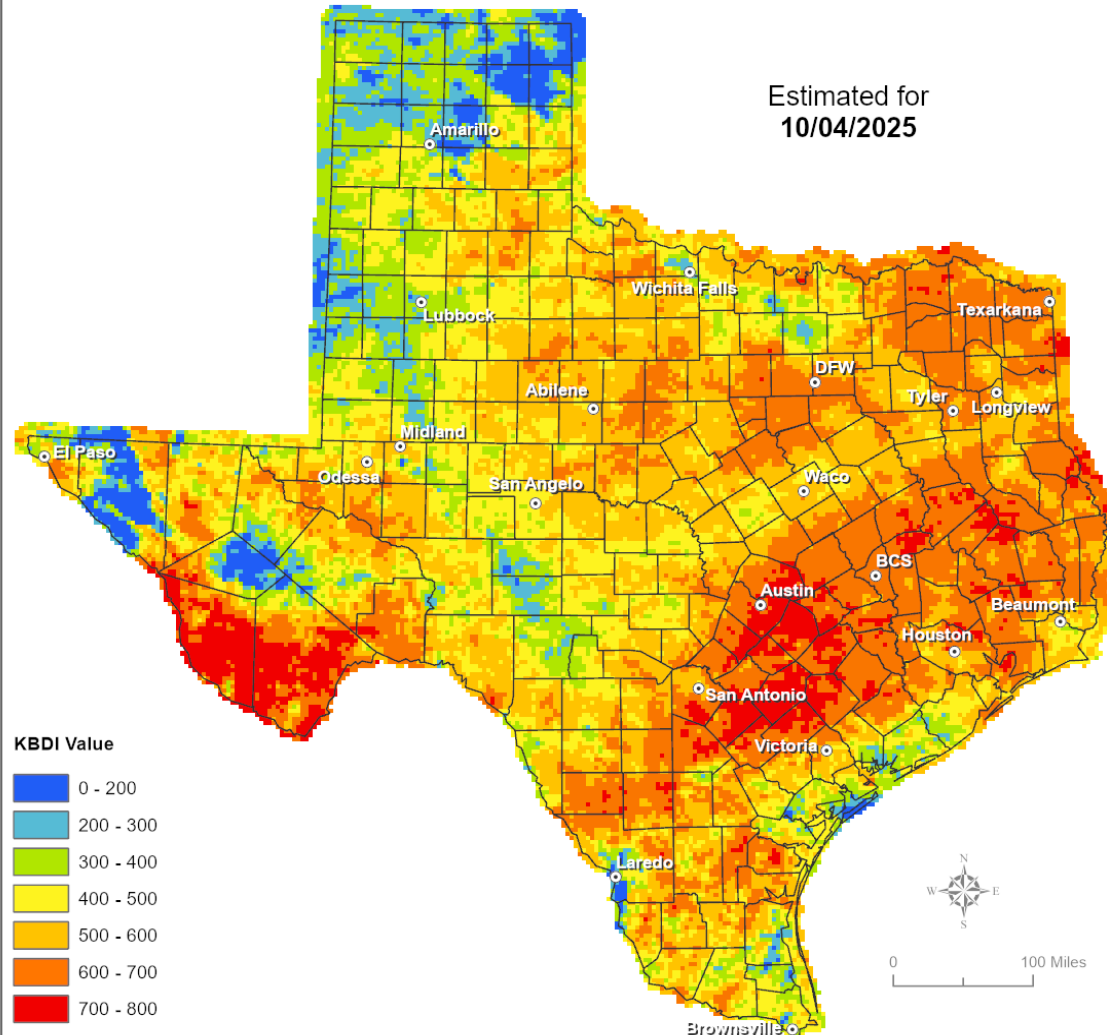 Estimated for
10/04/2025
Amarillo
Wichita Falls
Lubbock
Texarkana
DFW
Abilene
Tyler
Longview
Midland
El Paso
Odessa
San Angelo
Waco
BCS
Austin
Beaumont
Houston
San Antonio
Victoria
KBDI Value
0 - 200
200 - 300
300 - 400
400 - 500
500 - 600
600 - 700
700 - 800
Laredo
N
W E
S
0 100 Miles
Brownsville